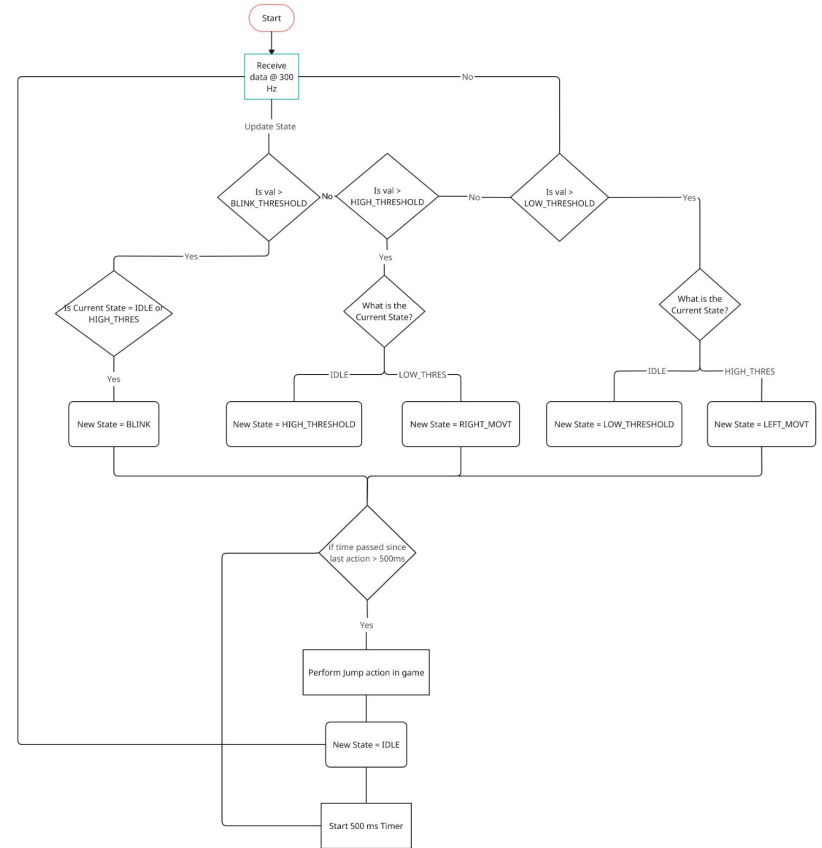 Start
Receive
data @ 300
Hz
No
Update State
Is val >
BLINK_THRESHOLD
No
Is val >
HIGH_THRESHOLD
No
Is val >
LOW_THRESHOLD
Yes
Yes
Yes
Is Current State = IDLE or
HIGH_THRES
What is the
Current State?
What is the
Current State?
Yes
IDLE
LOW_THRES
IDLE
HIGH_THRES
New State = BLINK
New State = HIGH_THRESHOLD
New State = RIGHT_MOVT
New State = LOW_THRESHOLD
New State = LEFT_MOVT
If time passed since
last action > 500ms
Yes
Perform Jump action in game
New State = IDLE
Start 500 ms Timer